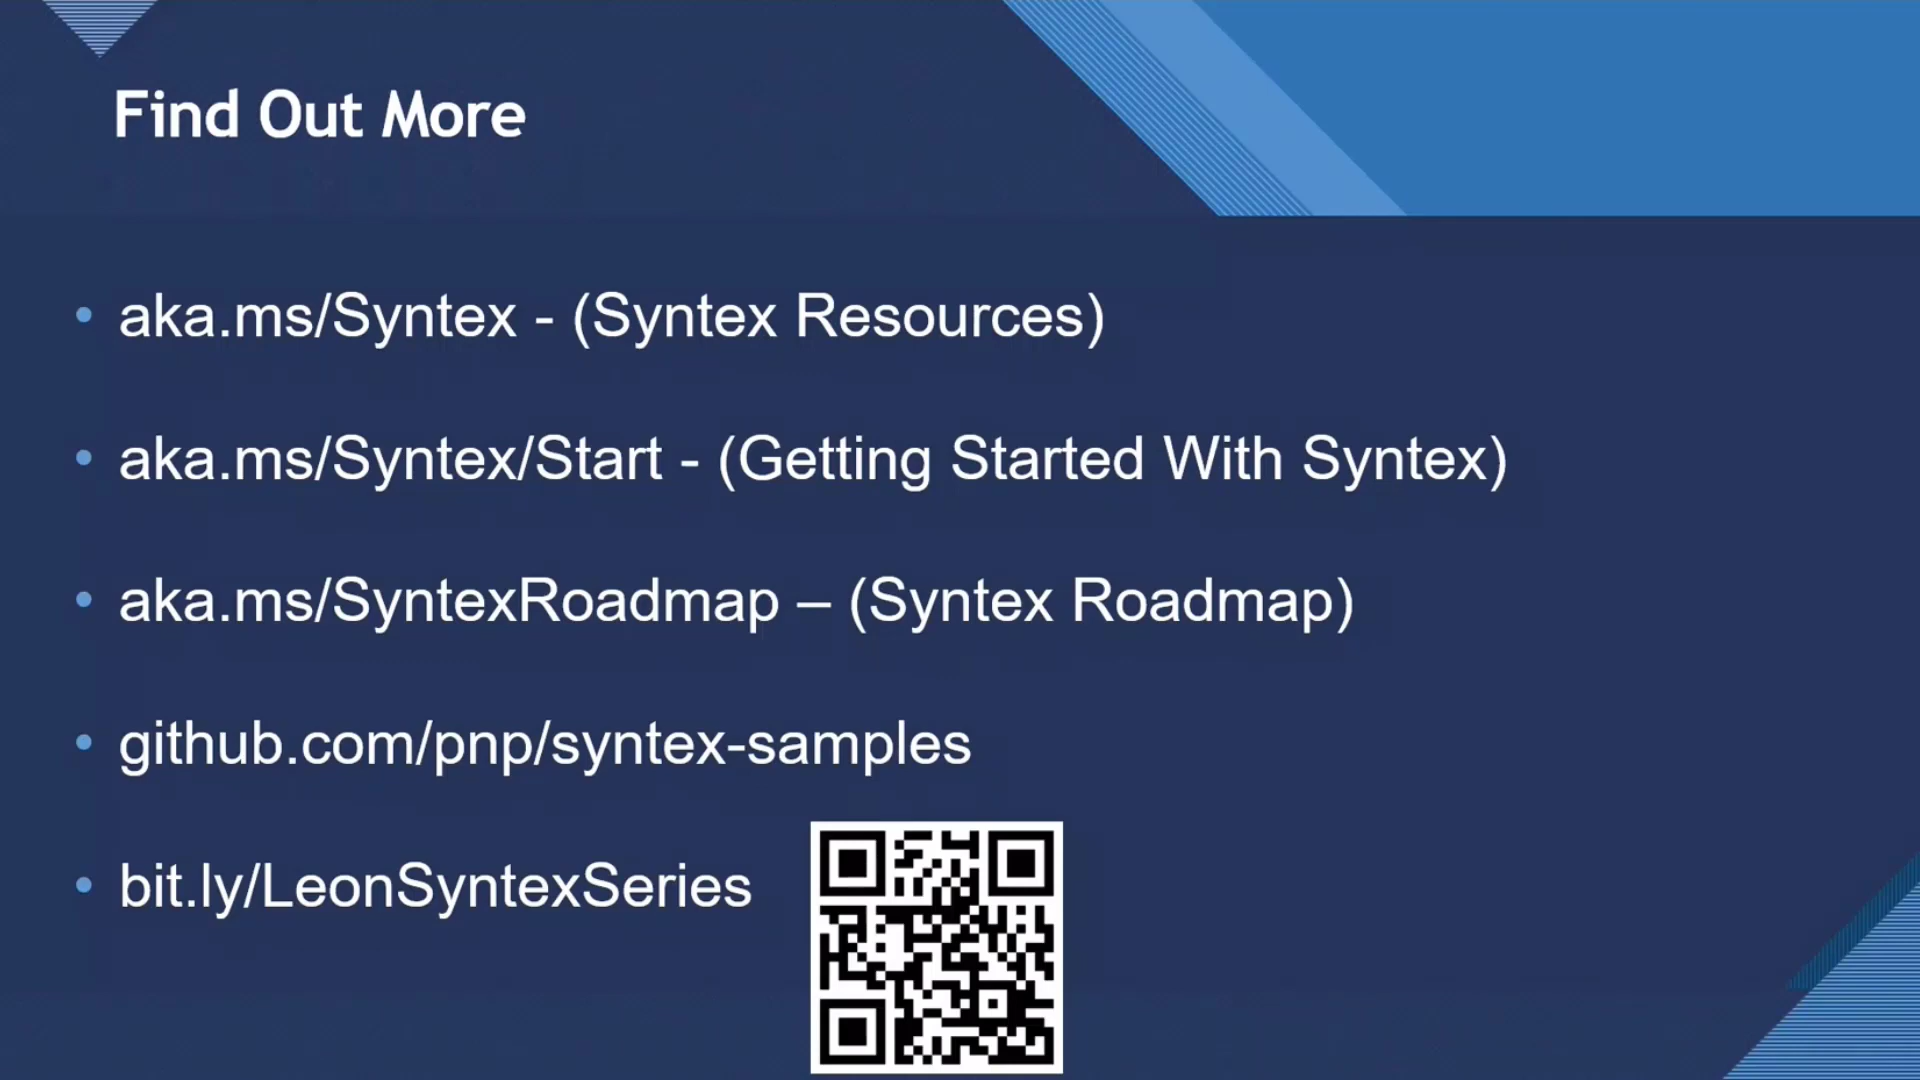 Find Out More
• aka.ms/Syntex - (Syntex Resources)
• aka.ms/Syntex/Start - (Getting Started With Syntex)
• aka.ms/SyntexRoadmap – (Syntex Roadmap)
• github.com/pnp/syntex-samples
• bit.ly/LeonSyntexSeries